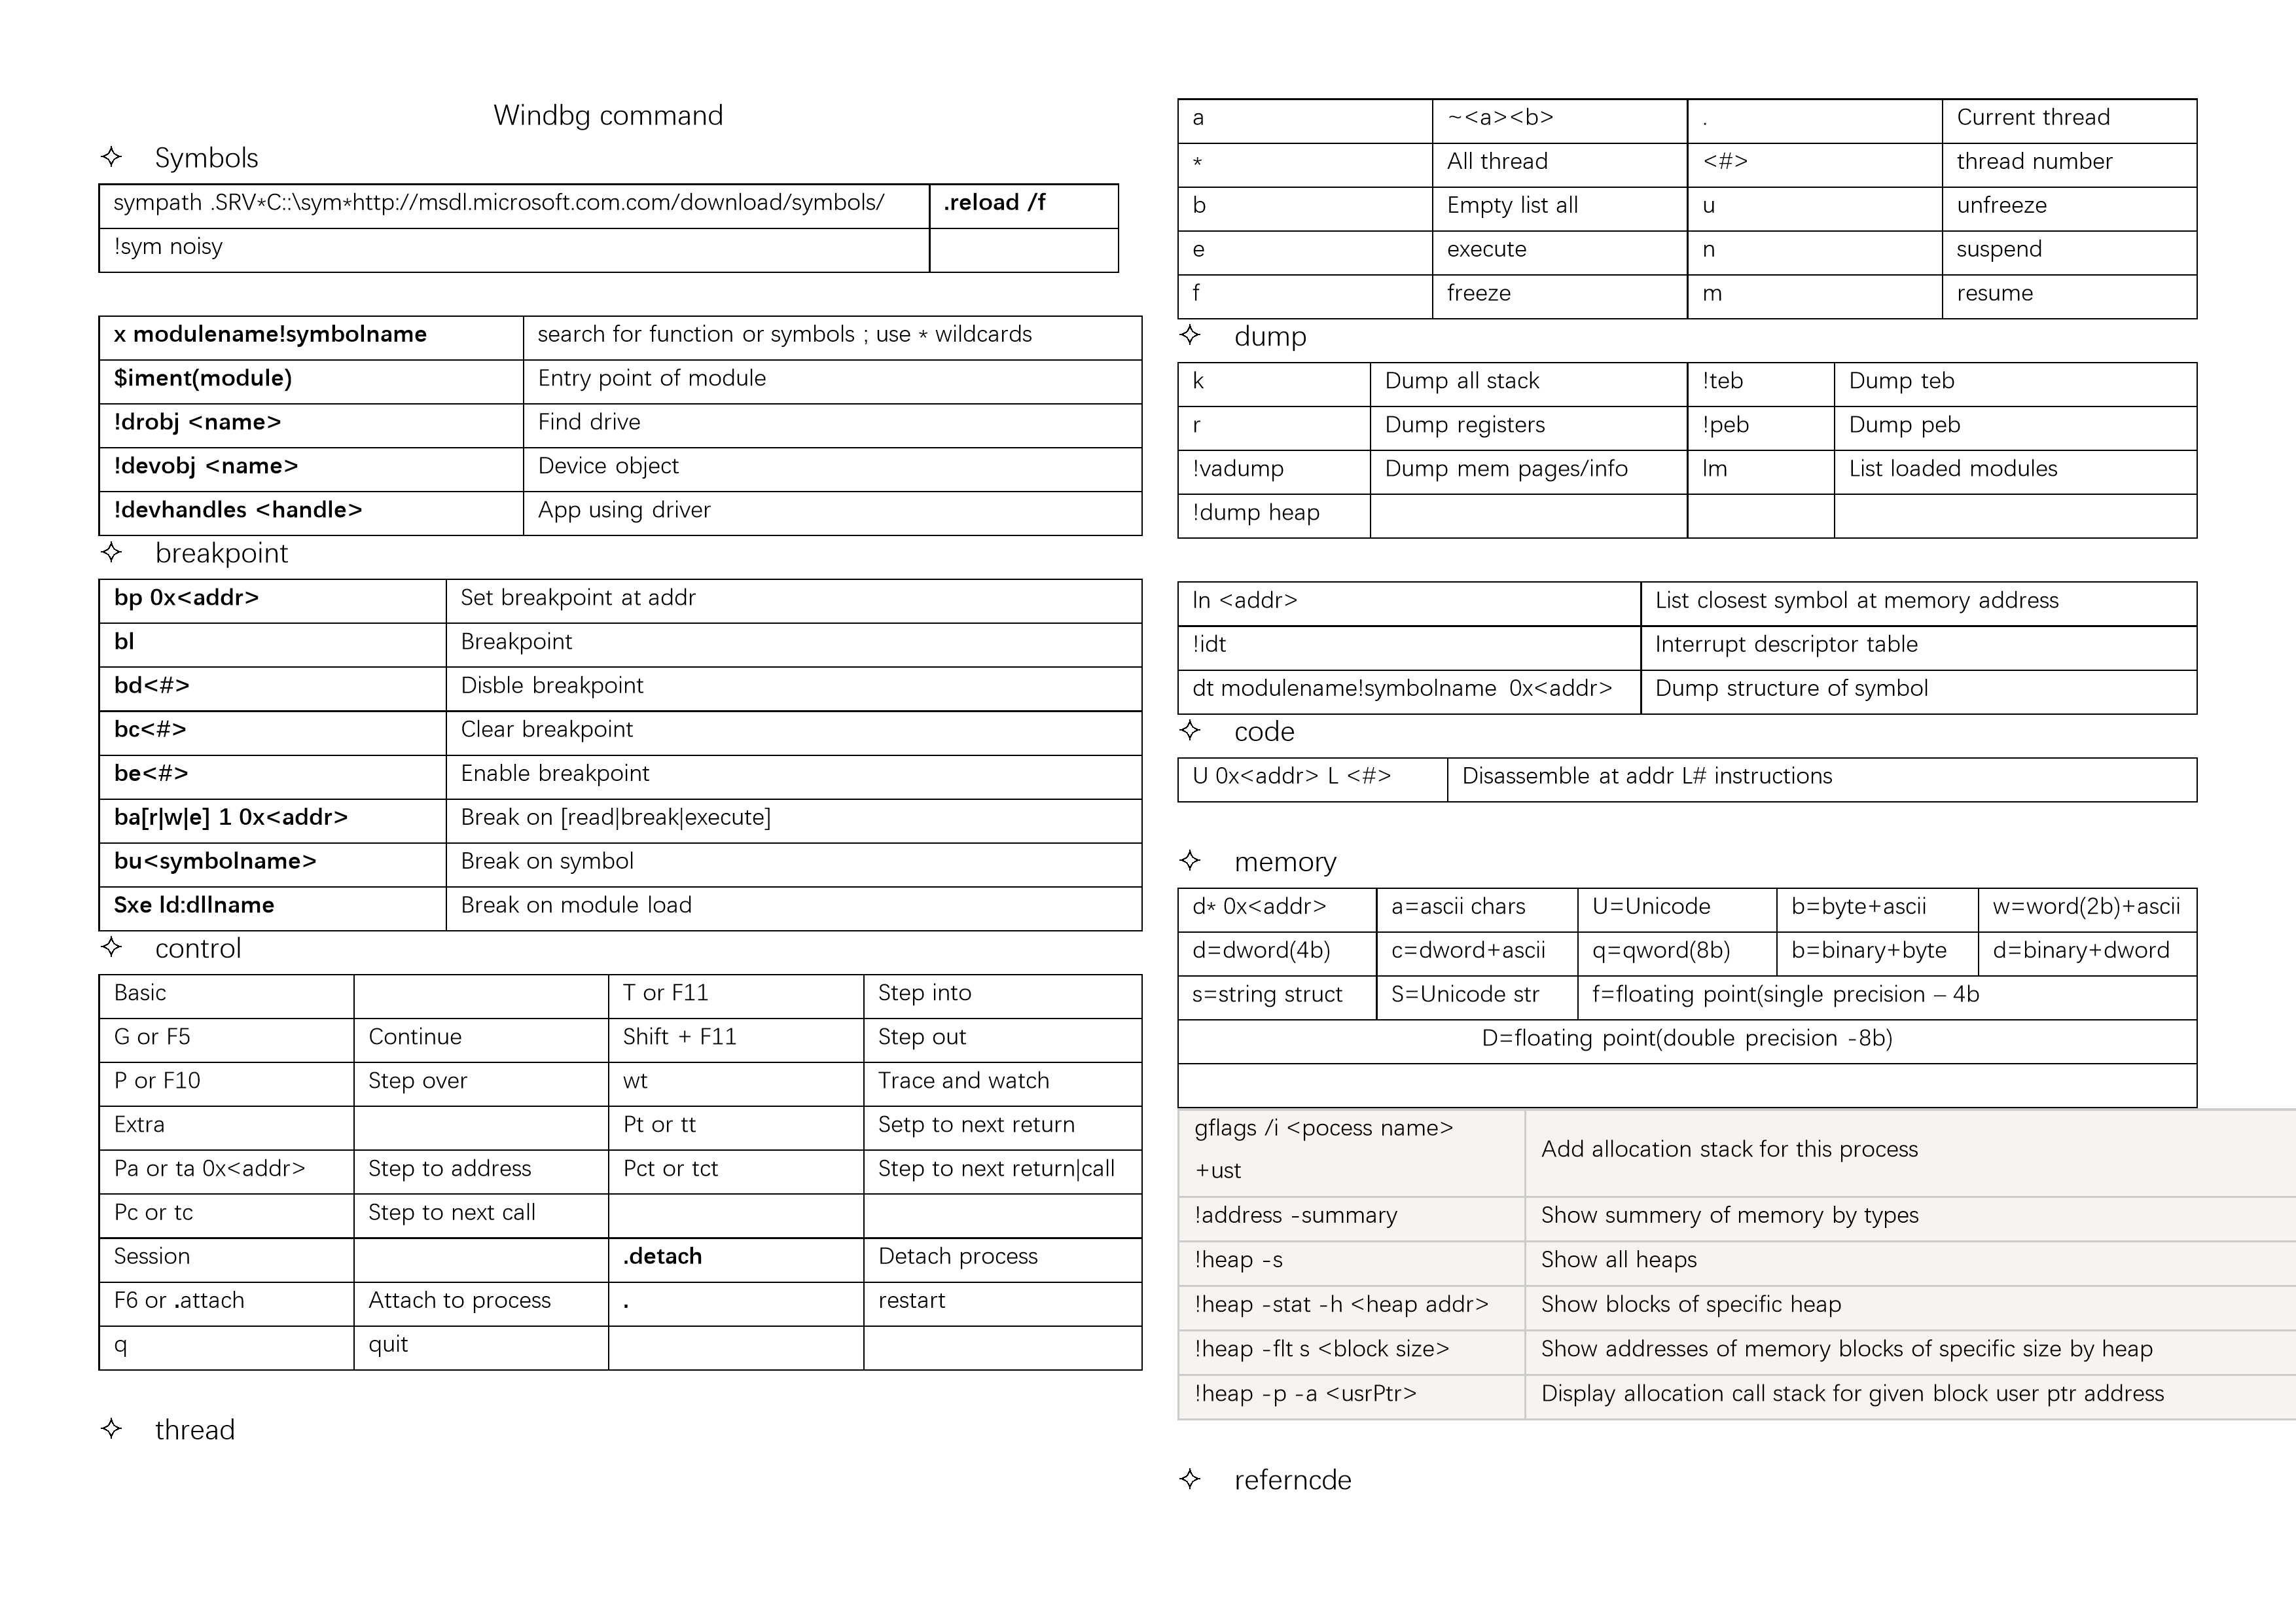 Windbg command
✧ Symbols
sympath .SRV*C::\sym*http://msdl.microsoft.com.com/download/symbols/ .reload /f
!sym noisy
x modulename!symbolname search for function or symbols ; use * wildcards
$iment(module) Entry point of module
!drobj <name> Find drive
!devobj <name> Device object
!devhandles <handle> App using driver
✧ breakpoint
bp 0x<addr> Set breakpoint at addr
bl Breakpoint
bd<#> Disble breakpoint
bc<#> Clear breakpoint
be<#> Enable breakpoint
ba[r|w|e] 1 0x<addr> Break on [read|break|execute]
bu<symbolname> Break on symbol
Sxe ld:dllname Break on module load
✧ control
Basic T or F11 Step into
G or F5 Continue Shift + F11 Step out
P or F10 Step over wt Trace and watch
Extra Pt or tt Setp to next return
Pa or ta 0x<addr> Step to address Pct or tct Step to next return|call
Pc or tc Step to next call
Session .detach Detach process
F6 or .attach Attach to process . restart
q quit
✧ thread
a ~<a><b> . Current thread
* All thread <#> thread number
b Empty list all u unfreeze
e execute n suspend
f freeze m resume
✧ dump
k Dump all stack !teb Dump teb
r Dump registers !peb Dump peb
!vadump Dump mem pages/info lm List loaded modules
!dump heap
ln <addr> List closest symbol at memory address
!idt Interrupt descriptor table
dt modulename!symbolname 0x<addr> Dump structure of symbol
✧ code
U 0x<addr> L <#> Disassemble at addr L# instructions
✧ memory
d* 0x<addr> a=ascii chars U=Unicode b=byte+ascii w=word(2b)+ascii
d=dword(4b) c=dword+ascii q=qword(8b) b=binary+byte d=binary+dword
s=string struct S=Unicode str f=floating point(single precision – 4b
D=floating point(double precision -8b)
gflags /i <pocess name>
+ust
Add allocation stack for this process
!address -summary Show summery of memory by types
!heap -s Show all heaps
!heap -stat -h <heap addr> Show blocks of specific heap
!heap -flt s <block size> Show addresses of memory blocks of specific size by heap
!heap -p -a <usrPtr> Display allocation call stack for given block user ptr address
✧ referncde